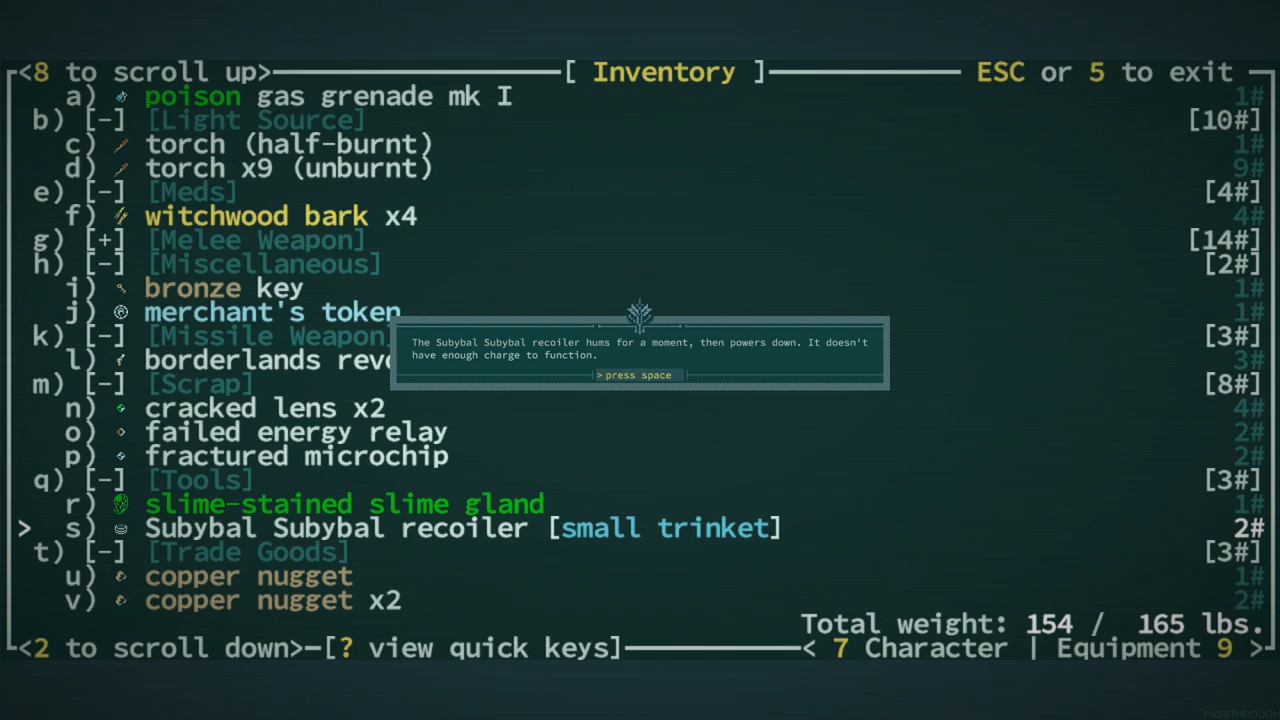 <8 to scroll up> [ Inventory ] ESC or 5 to exit
a) poison gas grenade mk I 1#
b) [-] [Light Source] [10#]
c) torch (half-burnt) 1#
d) torch x9 (unburnt) 9#
e) [-] [Meds] [4#]
f) witchwood bark x4 4#
g) [+] [Melee Weapon] [14#]
h) [-] [Miscellaneous] [2#]
i) bronze key 1#
j) merchant's token 1#
k) [-] [Missile Weapon [3#]
l) borderlands rev 3#
The Subybal Subybal recoiler hums for a moment, then powers down. It doesn't
have enough charge to function.
>press space
m) [-] [Scrap] [8#]
n) cracked lens x2 4#
o) failed energy relay 2#
p) fractured microchip 2#
q) [-] [Tools] [3#]
r) slime-stained slime gland 1#
> s) Subybal Subybal recoiler [small trinket] 2#
t) [-] [Trade Goods] [3#]
u) copper nugget 1#
v) copper nugget x2 2#
Total weight: 154 / 165 lbs.
<2 to scroll down> [? view quick keys] < 7 Character | Equipment 9 >